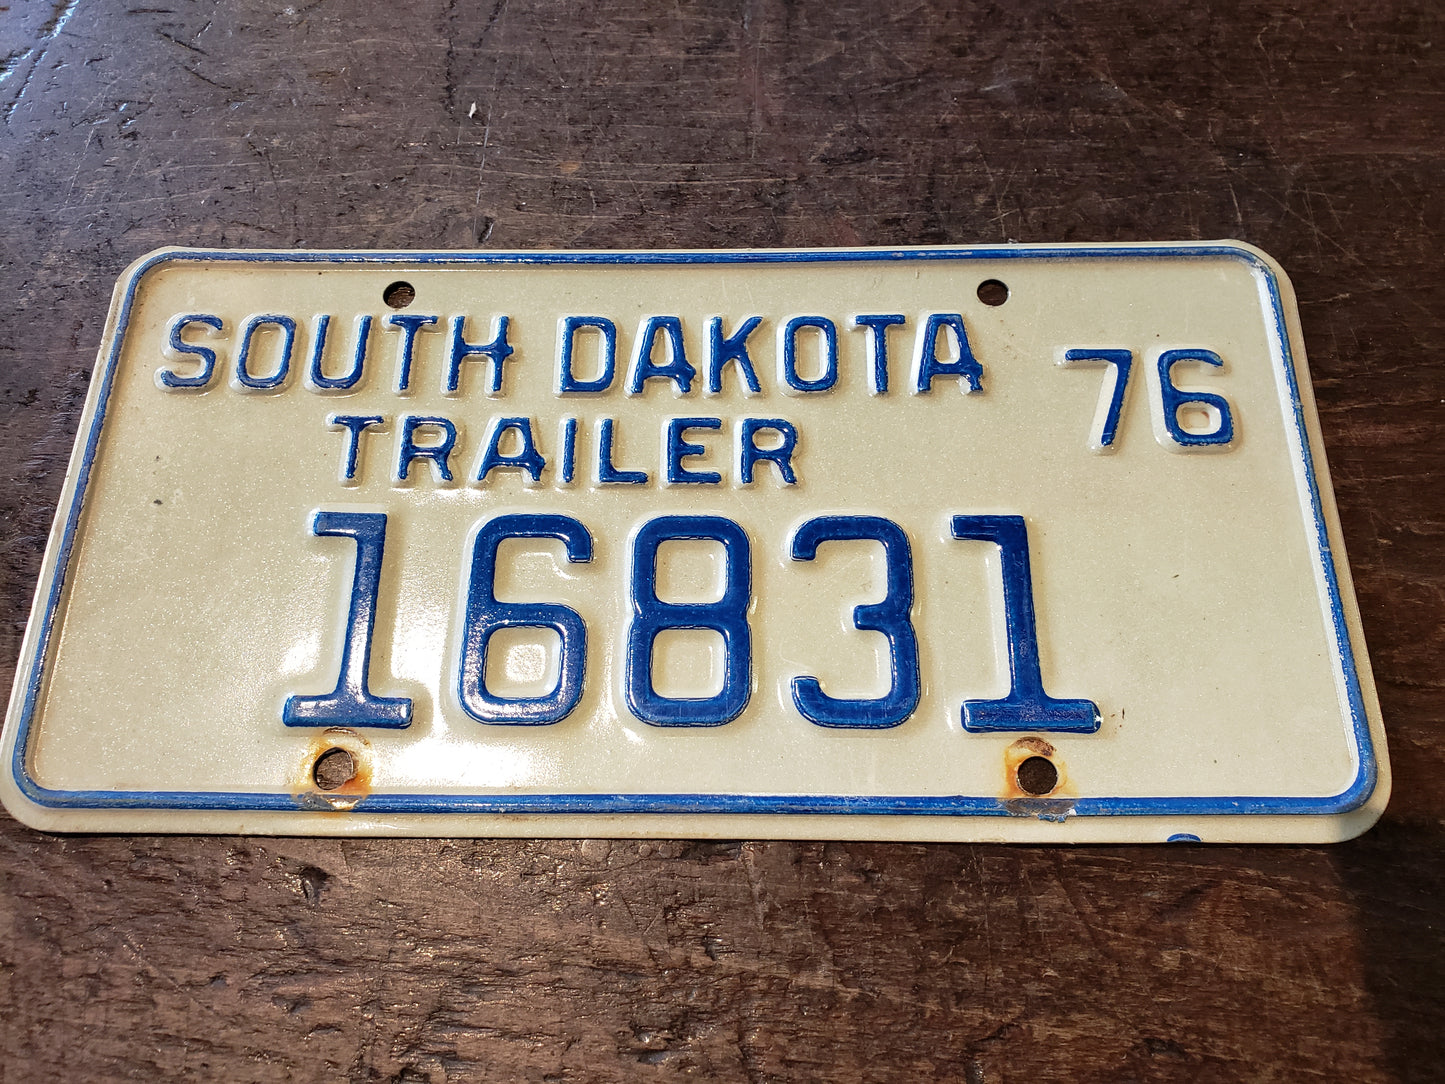 SOUTH DAKOTA 76
TRAILER
16831